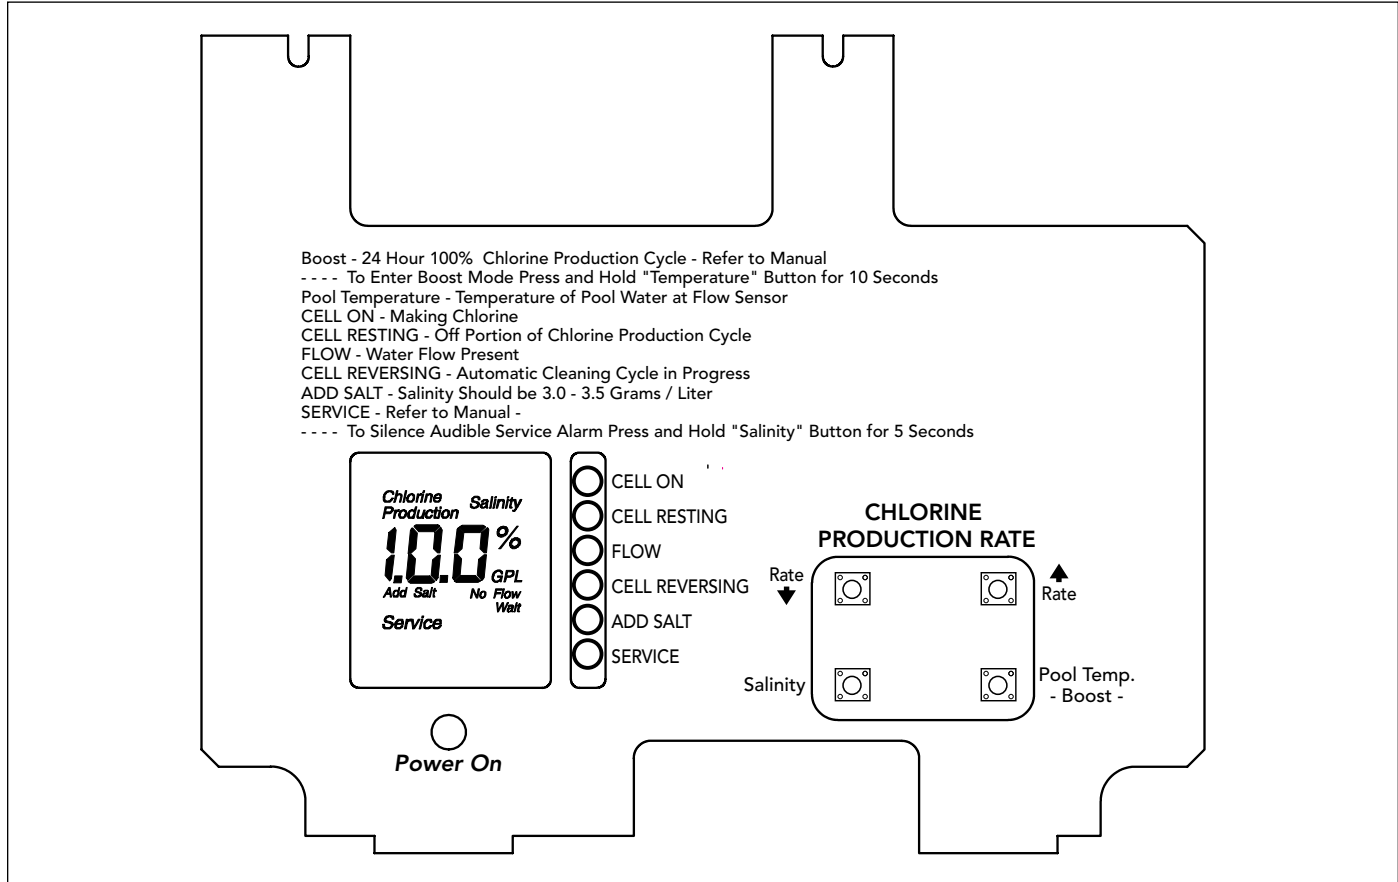 Boost - 24 Hour 100%  Chlorine Production Cycle - Refer to Manual
- - - -  To Enter Boost Mode Press and Hold "Temperature" Button for 10 Seconds
Pool Temperature - Temperature of Pool Water at Flow Sensor
CELL ON - Making Chlorine
CELL RESTING - Off Portion of Chlorine Production Cycle
FLOW - Water Flow Present
CELL REVERSING - Automatic Cleaning Cycle in Progress
ADD SALT - Salinity Should be 3.0 - 3.5 Grams / Liter
SERVICE - Refer to Manual -
- - - -  To Silence Audible Service Alarm Press and Hold "Salinity" Button for 5 Seconds
Chlorine
Production
Salinity
1.0.0 %
GPL
Add Salt
No Flow
Wait
Service
CELL ON
CELL RESTING
FLOW
CELL REVERSING
ADD SALT
SERVICE
Power On
CHLORINE
PRODUCTION RATE
Rate
Rate
Salinity
Pool Temp.
- Boost -